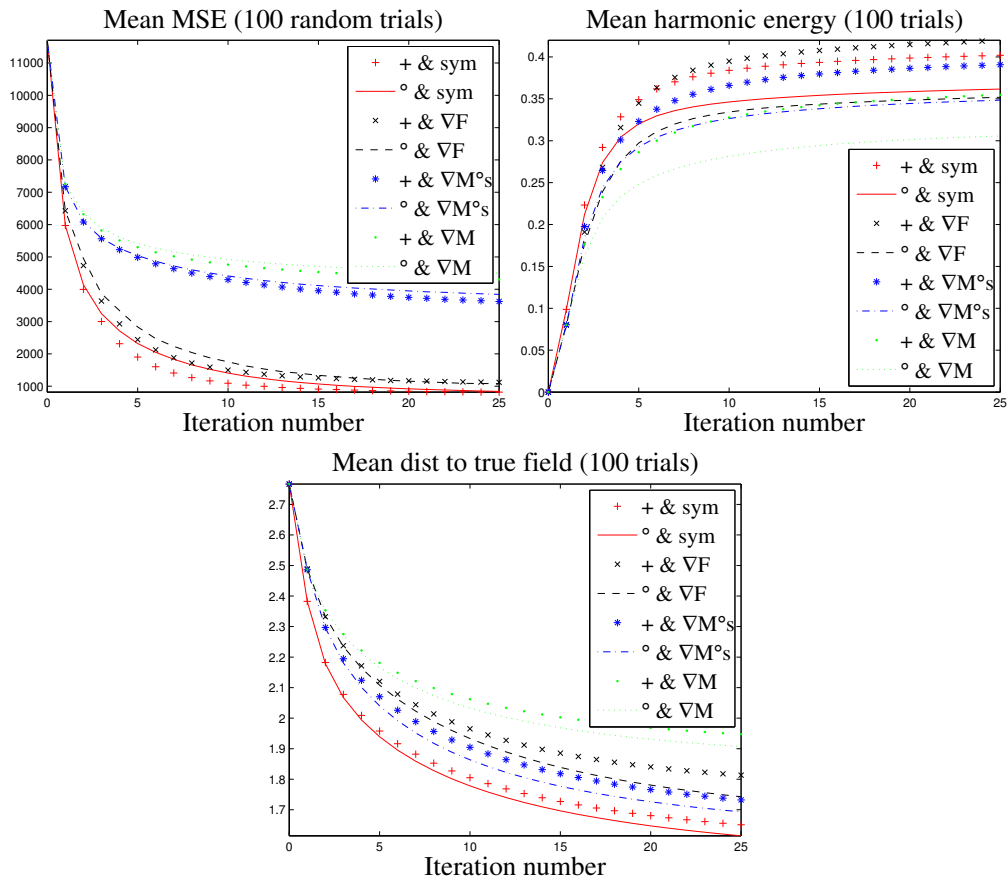 Mean MSE (100 random trials)
11000
10000
9000
8000
7000
6000
5000
4000
3000
2000
1000
0 5 10 15 20 25
Iteration number
+ & sym
° & sym
+ & ∇F
° & ∇F
+ & ∇M°s
° & ∇M°s
+ & ∇M
° & ∇M
Mean harmonic energy (100 trials)
0.4
0.35
0.3
0.25
0.2
0.15
0.1
0.05
0
0 5 10 15 20 25
Iteration number
+ & sym
° & sym
+ & ∇F
° & ∇F
+ & ∇M°s
° & ∇M°s
+ & ∇M
° & ∇M
Mean dist to true field (100 trials)
2.7
2.6
2.5
2.4
2.3
2.2
2.1
2
1.9
1.8
1.7
0 5 10 15 20 25
Iteration number
+ & sym
° & sym
+ & ∇F
° & ∇F
+ & ∇M°s
° & ∇M°s
+ & ∇M
° & ∇M